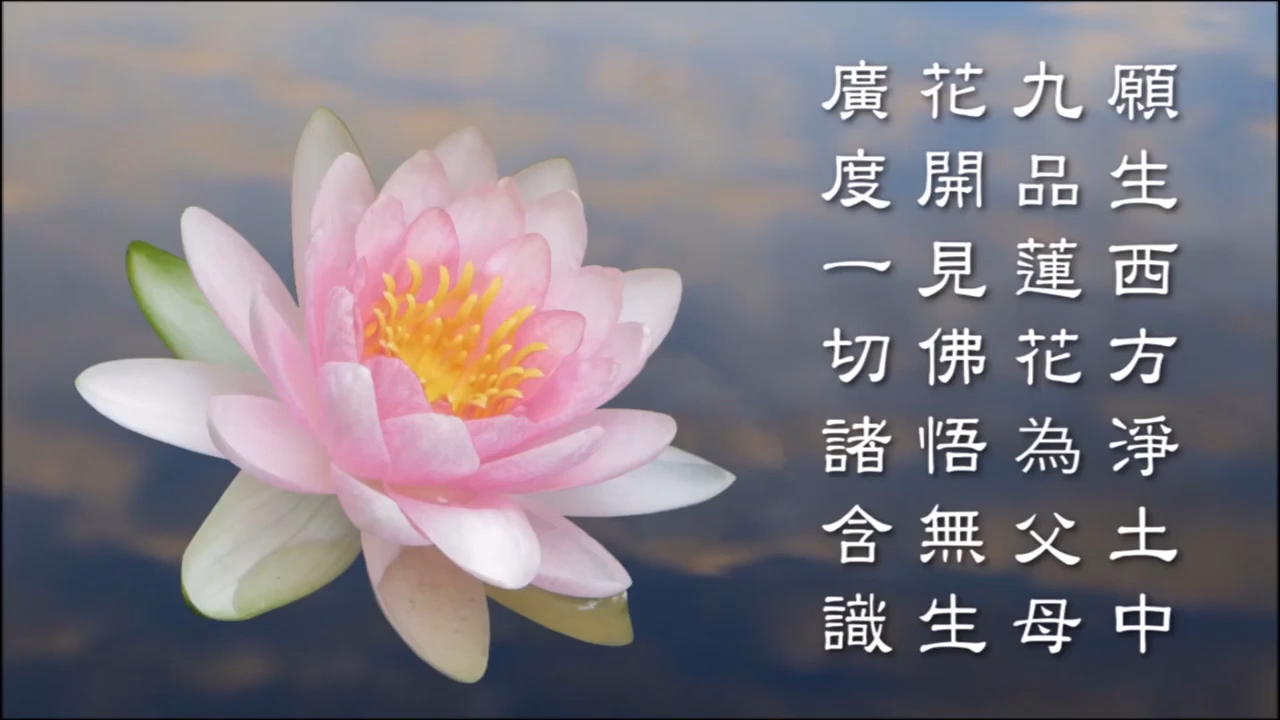 願生西方淨土中
九品蓮花為父母
花開見佛悟無生
廣度一切諸含識